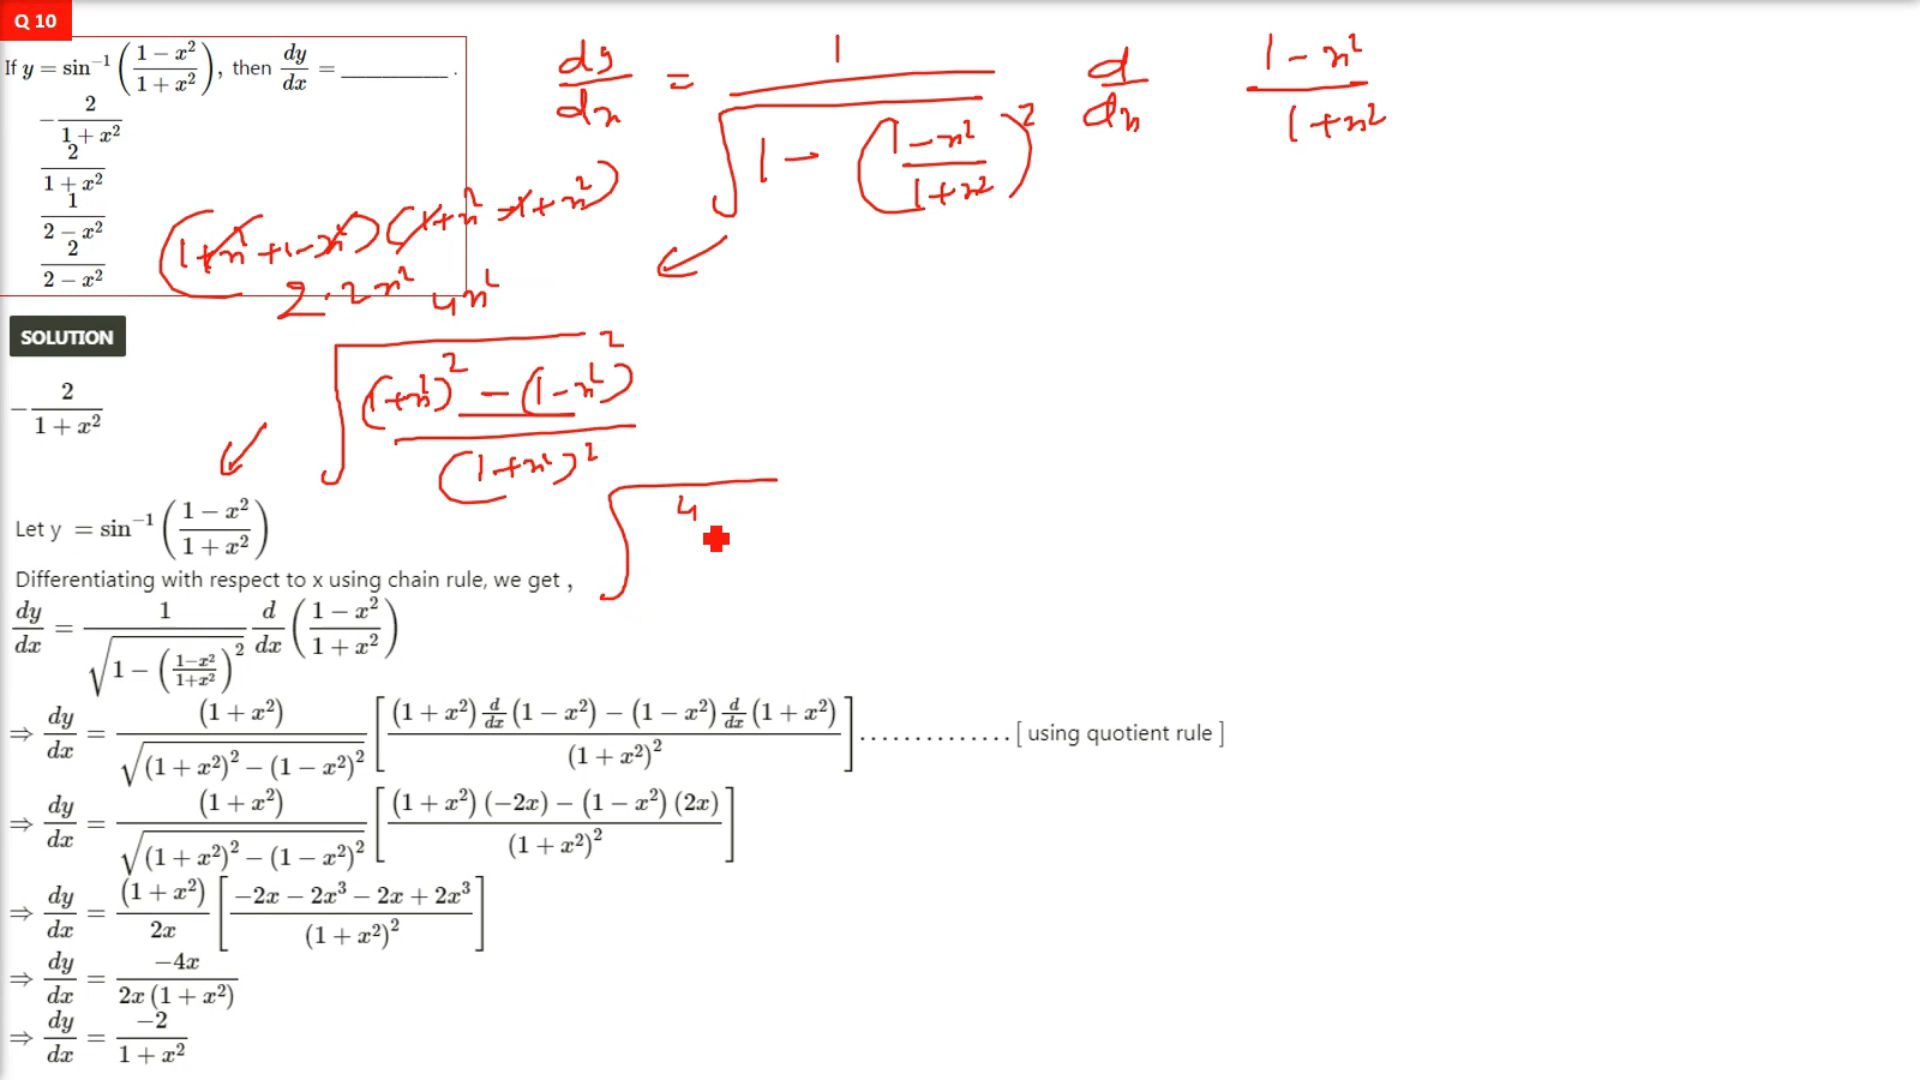 Q 10
If y = sin⁻¹ ((1 − x²)/(1 + x²)), then dy/dx = ________ .
−2/(1 + x²)
2/(1 + x²)
1/(2 − x²)
2/(2 − x²)
dy/dx = 1/√(1 − ((1−x²)/(1+x²))²) d/dx (1−x²)/(1+x²)
(1+x²+1−x²)(1+x²−1+x²)
2·2x² 4x²
SOLUTION
√(((1+x²)² − (1−x²)²)/(1+x²)²)
−2/(1 + x²)
√4
Let y = sin⁻¹ ((1 − x²)/(1 + x²))
Differentiating with respect to x using chain rule, we get ,
dy/dx = 1/√(1 − ((1−x²)/(1+x²))²) d/dx ((1 − x²)/(1 + x²))
⇒ dy/dx = (1 + x²)/√((1 + x²)² − (1 − x²)²) [((1 + x²) d/dx (1 − x²) − (1 − x²) d/dx (1 + x²))/(1 + x²)²] .............. [ using quotient rule ]
⇒ dy/dx = (1 + x²)/√((1 + x²)² − (1 − x²)²) [((1 + x²) (−2x) − (1 − x²) (2x))/(1 + x²)²]
⇒ dy/dx = (1 + x²)/2x [(−2x − 2x³ − 2x + 2x³)/(1 + x²)²]
⇒ dy/dx = −4x/(2x (1 + x²))
⇒ dy/dx = −2/(1 + x²)